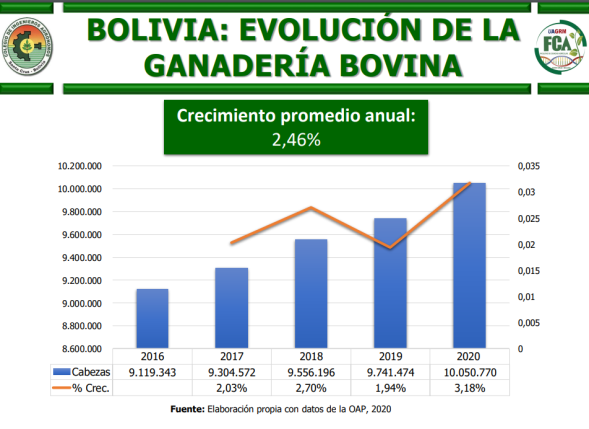 BOLIVIA: EVOLUCIÓN DE LA
GANADERÍA BOVINA
UAGRM
FCA
Crecimiento promedio anual:
2,46%
10.200.000
10.000.000
9.800.000
9.600.000
9.400.000
9.200.000
9.000.000
8.800.000
8.600.000
0,035
0,03
0,025
0,02
0,015
0,01
0,005
0
2016 2017 2018 2019 2020
Cabezas 9.119.343 9.304.572 9.556.196 9.741.474 10.050.770
% Crec. 2,03% 2,70% 1,94% 3,18%
Fuente: Elaboración propia con datos de la OAP, 2020